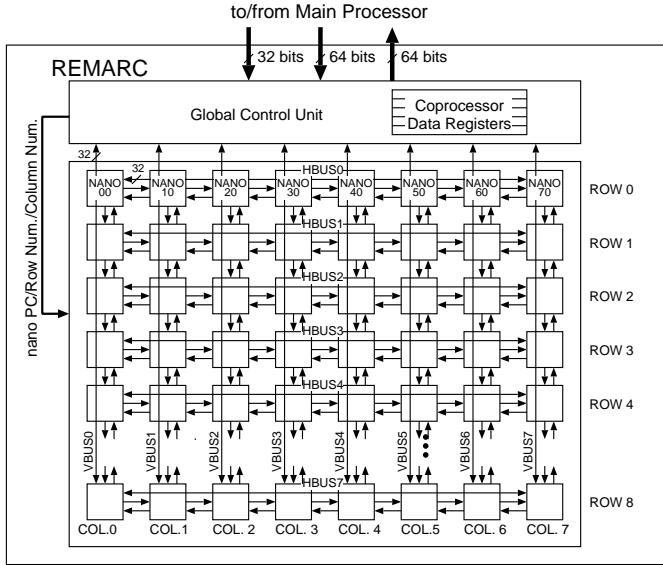 to/from Main Processor
32 bits 64 bits 64 bits
REMARC
Global Control Unit
Coprocessor
Data Registers
nano PC/Row Num./Column Num.
32
32
HBUS0
NANO 00 NANO 10 NANO 20 NANO 30 NANO 40 NANO 50 NANO 60 NANO 70
ROW 0
HBUS1
ROW 1
HBUS2
ROW 2
HBUS3
ROW 3
HBUS4
ROW 4
VBUS0 VBUS1 VBUS2 VBUS3 VBUS4 VBUS5 VBUS6 VBUS7
HBUS7
ROW 8
COL.0 COL.1 COL. 2 COL. 3 COL. 4 COL.5 COL. 6 COL. 7